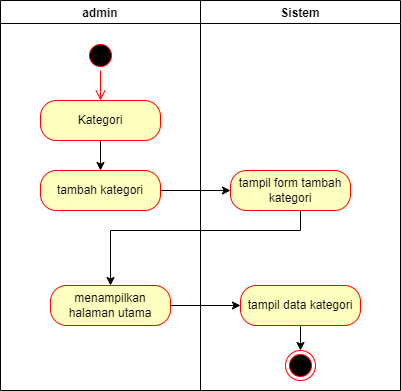 admin
Sistem
Kategori
tambah kategori
tampil form tambah
kategori
menampilkan
halaman utama
tampil data kategori